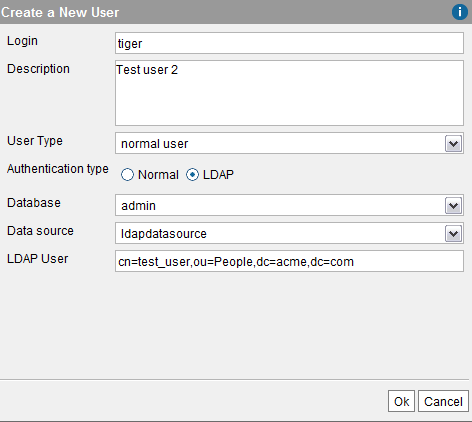 Create a New User
Login tiger
Description Test user 2
User Type normal user
Authentication type Normal LDAP
Database admin
Data source ldapdatasource
LDAP User cn=test_user,ou=People,dc=acme,dc=com
Ok Cancel